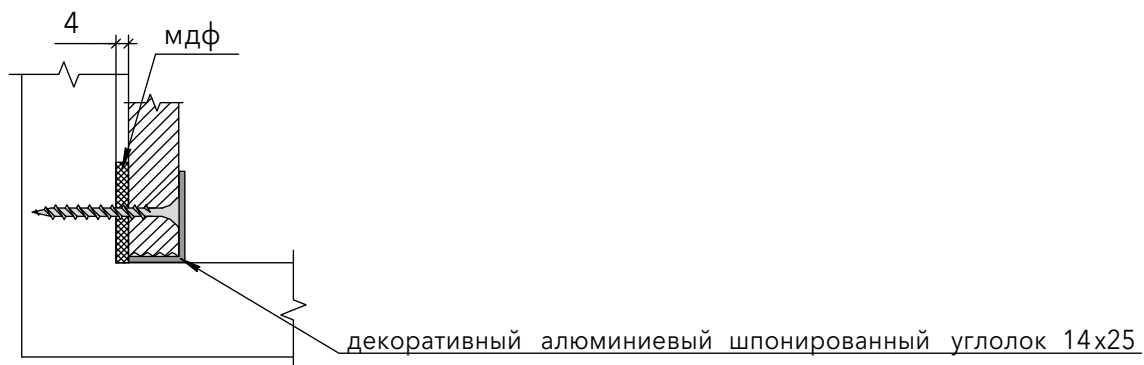 4
мдф
декоративный алюминиевый шпонированный углолок 14х25